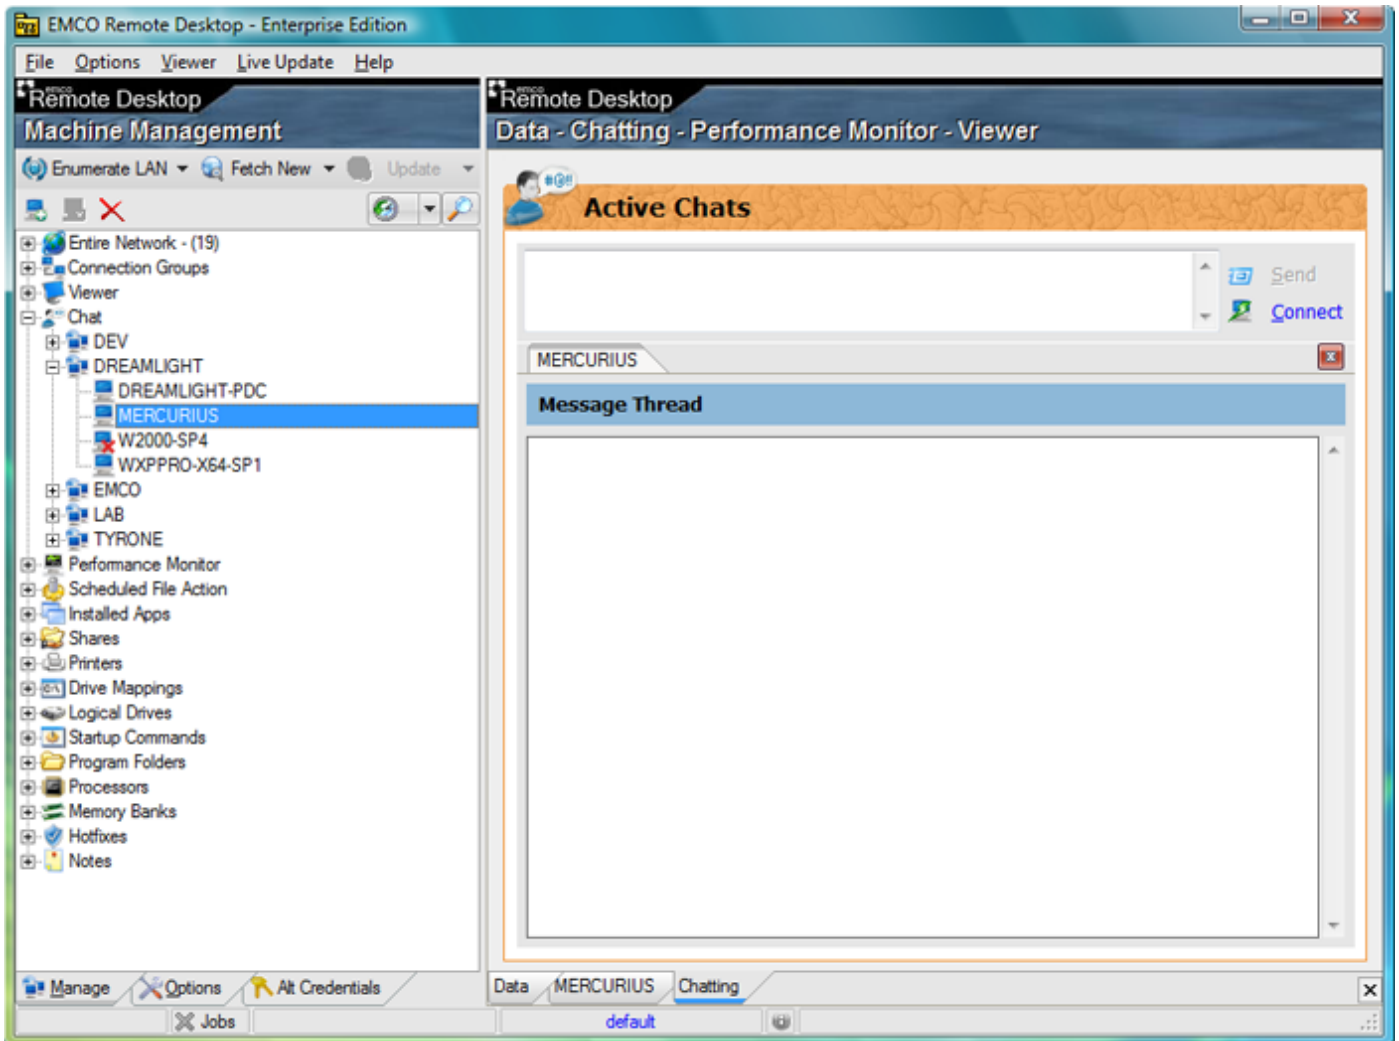 EMCO Remote Desktop - Enterprise Edition
File Options Viewer Live Update Help
emco
Remote Desktop
Machine Management
Enumerate LAN Fetch New Update
Entire Network - (19)
Connection Groups
Viewer
Chat
DEV
DREAMLIGHT
DREAMLIGHT-PDC
MERCURIUS
W2000-SP4
WXPPRO-X64-SP1
EMCO
LAB
TYRONE
Performance Monitor
Scheduled File Action
Installed Apps
Shares
Printers
Drive Mappings
Logical Drives
Startup Commands
Program Folders
Processors
Memory Banks
Hotfixes
Notes
Manage Options Alt Credentials
Jobs
emco
Remote Desktop
Data - Chatting - Performance Monitor - Viewer
#@!!
Active Chats
Send
Connect
MERCURIUS
Message Thread
Data MERCURIUS Chatting
default